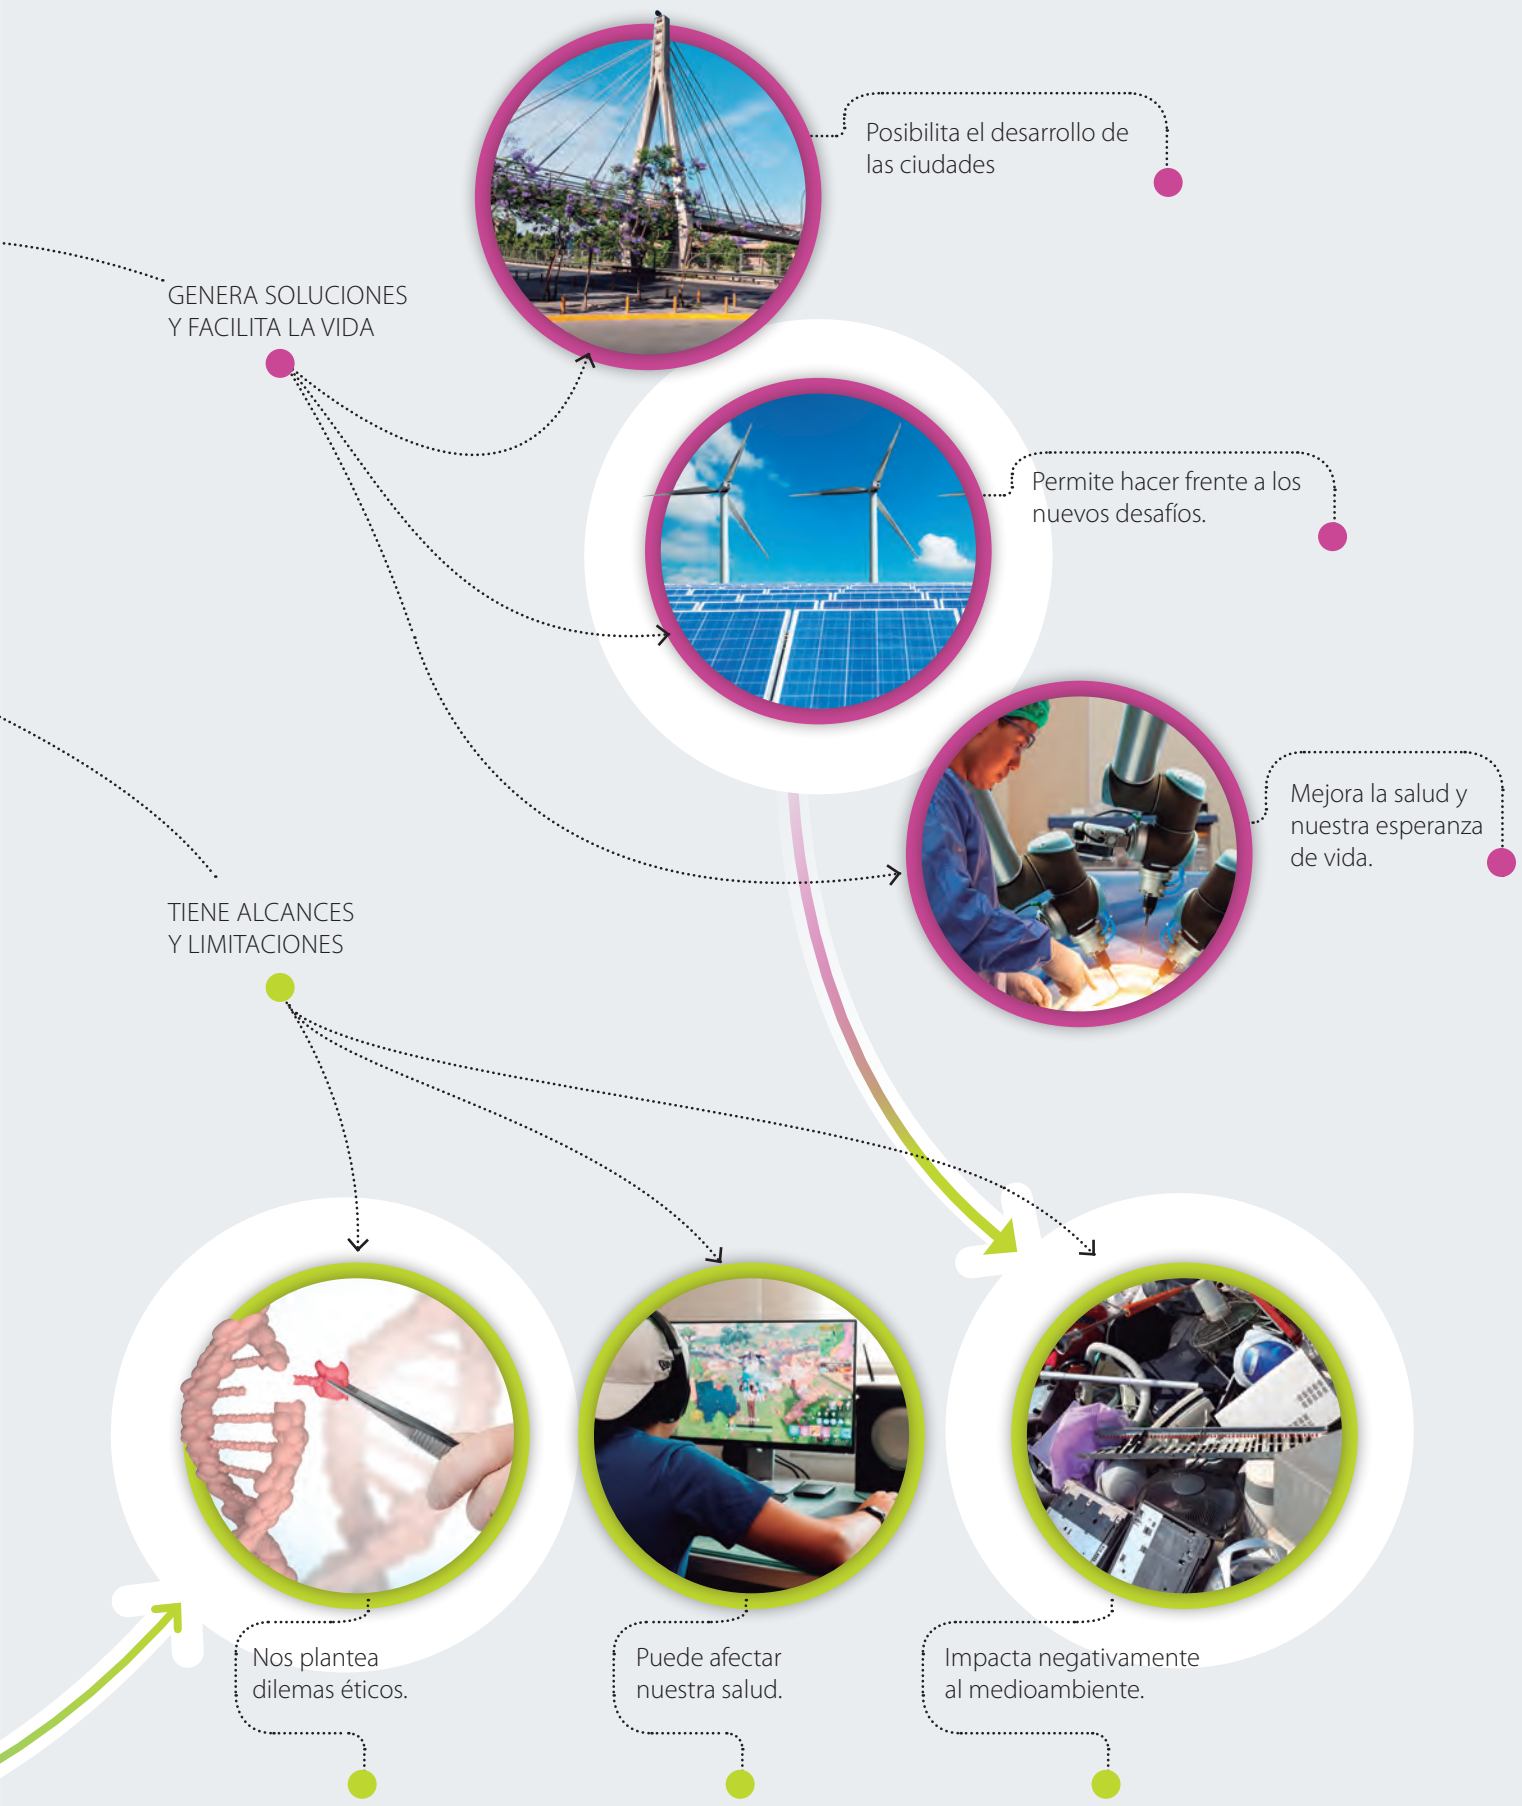 Posibilita el desarrollo de
las ciudades
GENERA SOLUCIONES
Y FACILITA LA VIDA
Permite hacer frente a los
nuevos desafíos.
Mejora la salud y
nuestra esperanza
de vida.
TIENE ALCANCES
Y LIMITACIONES
Nos plantea
dilemas éticos.
Puede afectar
nuestra salud.
Impacta negativamente
al medioambiente.